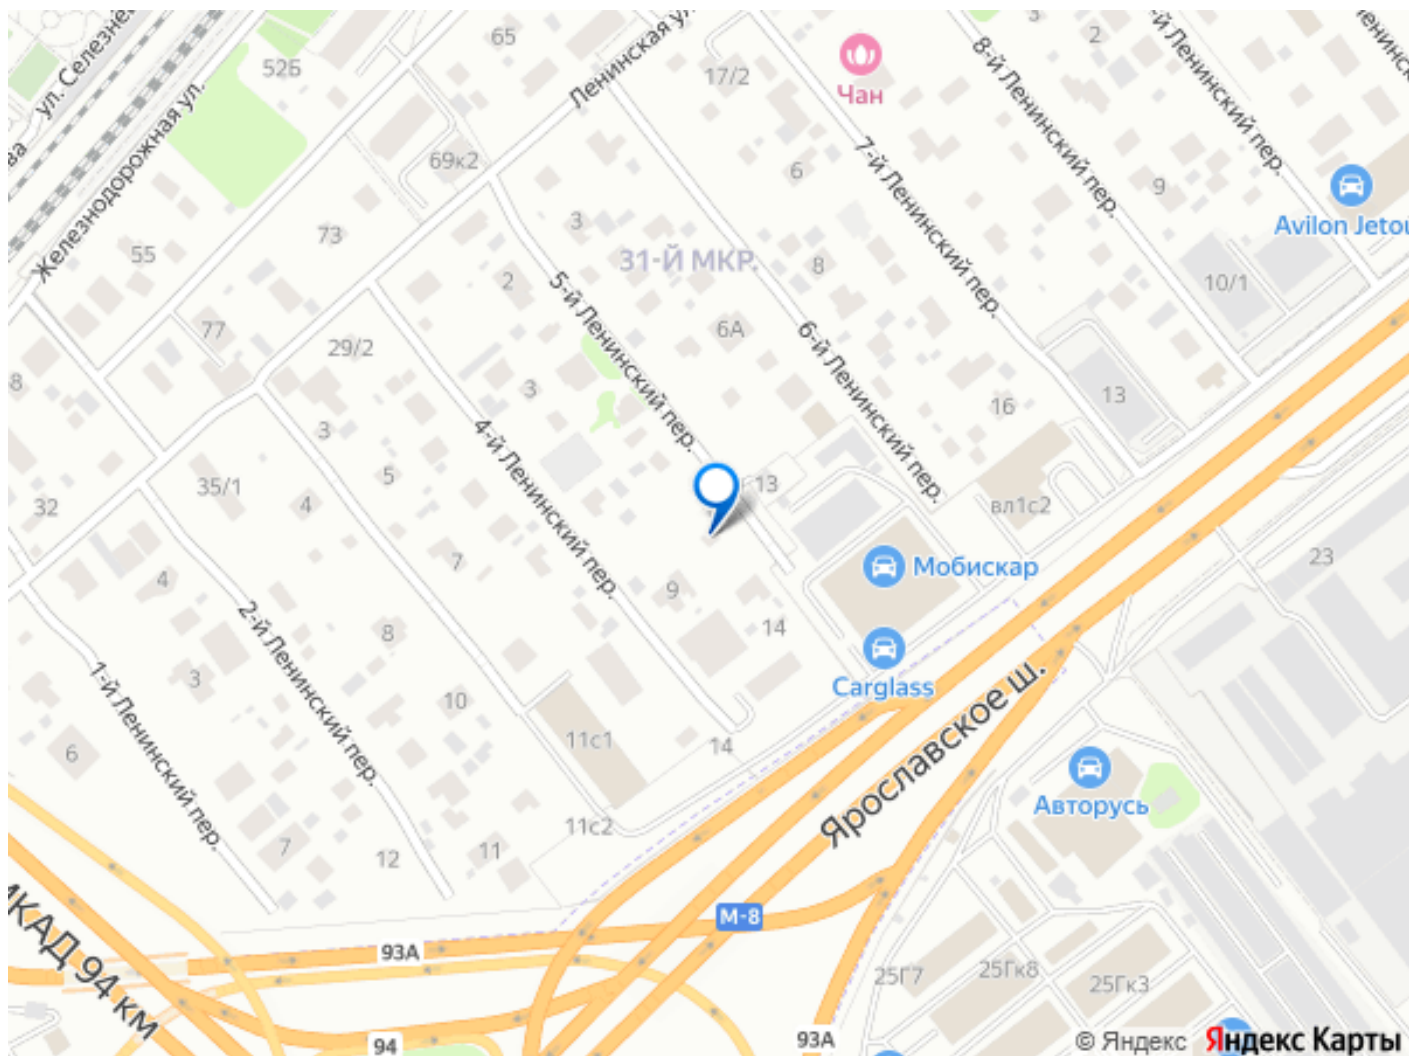 ул. Селезнёва
65
52Б
Ленинская ул.
17/2
Чан
3
2
8-й Ленинский пер.
й Ленинский пер.
Ленинский
69к2
7-й Ленинский пер.
6
9
Avilon Jetou
Железнодорожная ул.
73
55
3
31-Й МКР.
8
10/1
2
5-й Ленинский пер.
6А
6-й Ленинский пер.
77
29/2
8
3
16
13
3
4-й Ленинский пер.
5
35/1
4
32
13
вл1с2
7
Мобискар
23
4
2-й Ленинский пер.
9
14
8
3
Carglass
1-й Ленинский пер.
10
Ярославское ш.
6
11с1
14
Авторусь
11с2
7
12
11
МКАД 94 км
М-8
93А
25Г7
25Гк8
25Гк3
94
93А
© Яндекс Яндекс Карты